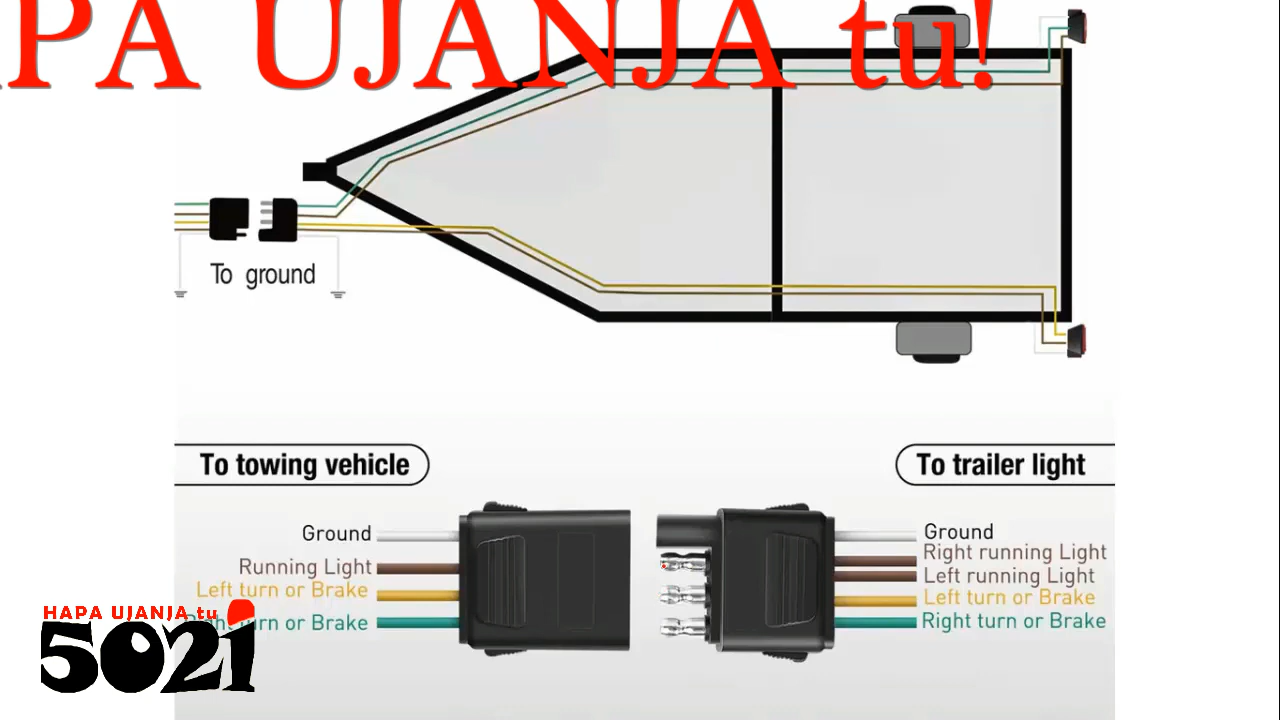 PA UJANJA tu!
To ground
To towing vehicle
To trailer light
Ground
Running Light
Left turn or Brake
turn or Brake
Ground
Right running Light
Left running Light
Left turn or Brake
Right turn or Brake
HAPA UJANJA tu
5021